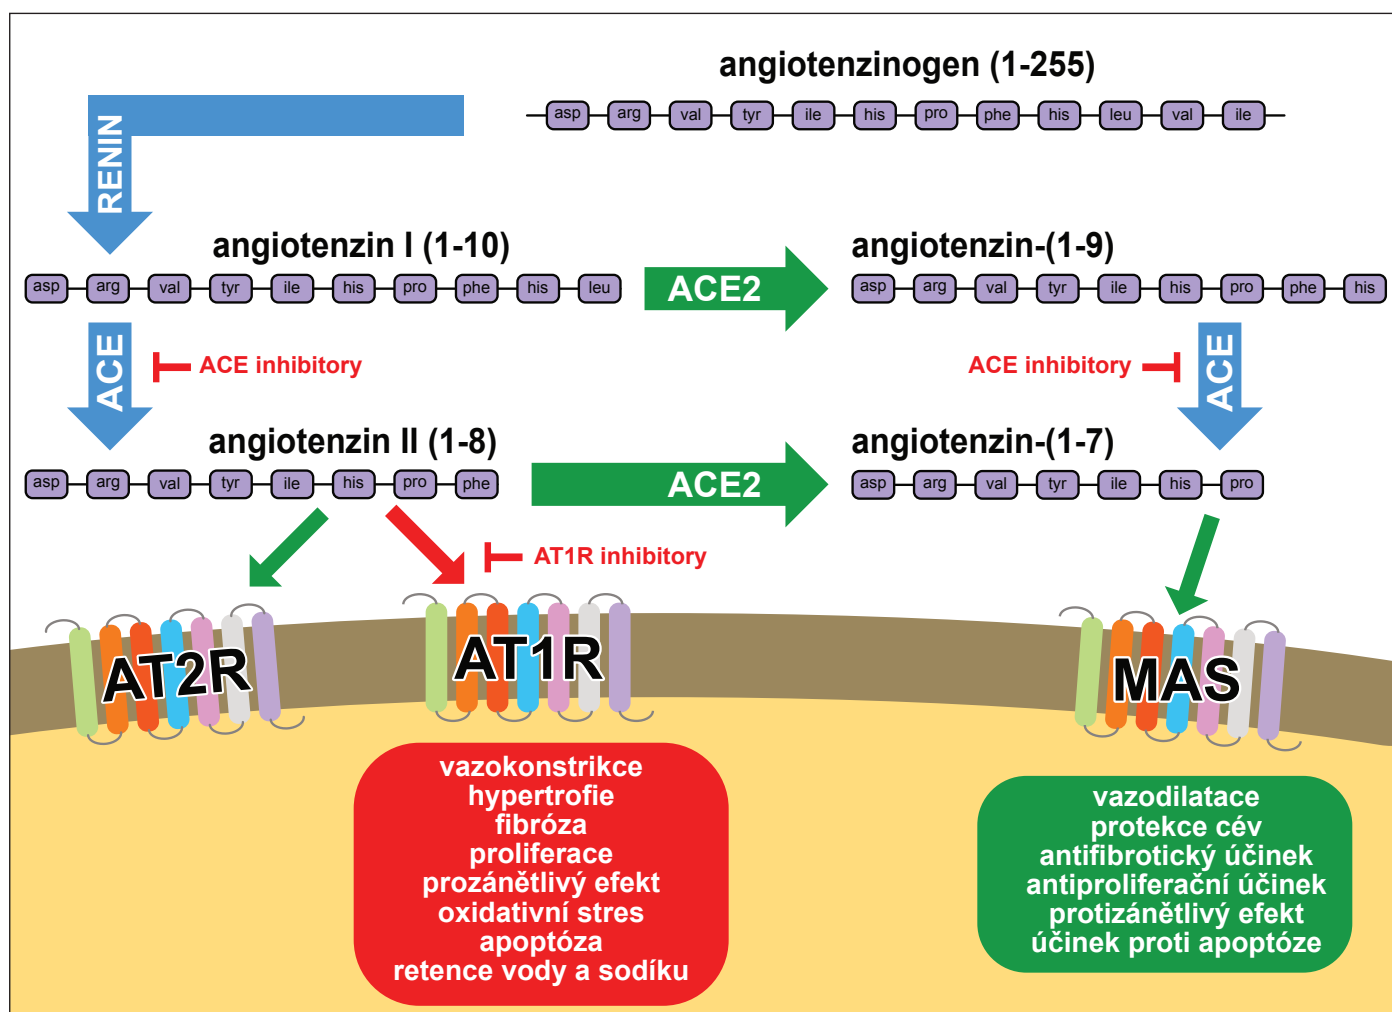 angiotenzinogen (1-255)
asp arg val tyr ile his pro phe his leu val ile
RENIN
angiotenzin I (1-10)
asp arg val tyr ile his pro phe his leu
ACE2
angiotenzin-(1-9)
asp arg val tyr ile his pro phe his
ACE
ACE inhibitory
ACE inhibitory
ACE
angiotenzin II (1-8)
asp arg val tyr ile his pro phe
ACE2
angiotenzin-(1-7)
asp arg val tyr ile his pro
AT1R inhibitory
AT2R
AT1R
MAS
vazokonstrikce
hypertrofie
fibróza
proliferace
prozánětlivý efekt
oxidativní stres
apoptóza
retence vody a sodíku
vazodilatace
protekce cév
antifibrotický účinek
antiproliferační účinek
protizánětlivý efekt
účinek proti apoptóze